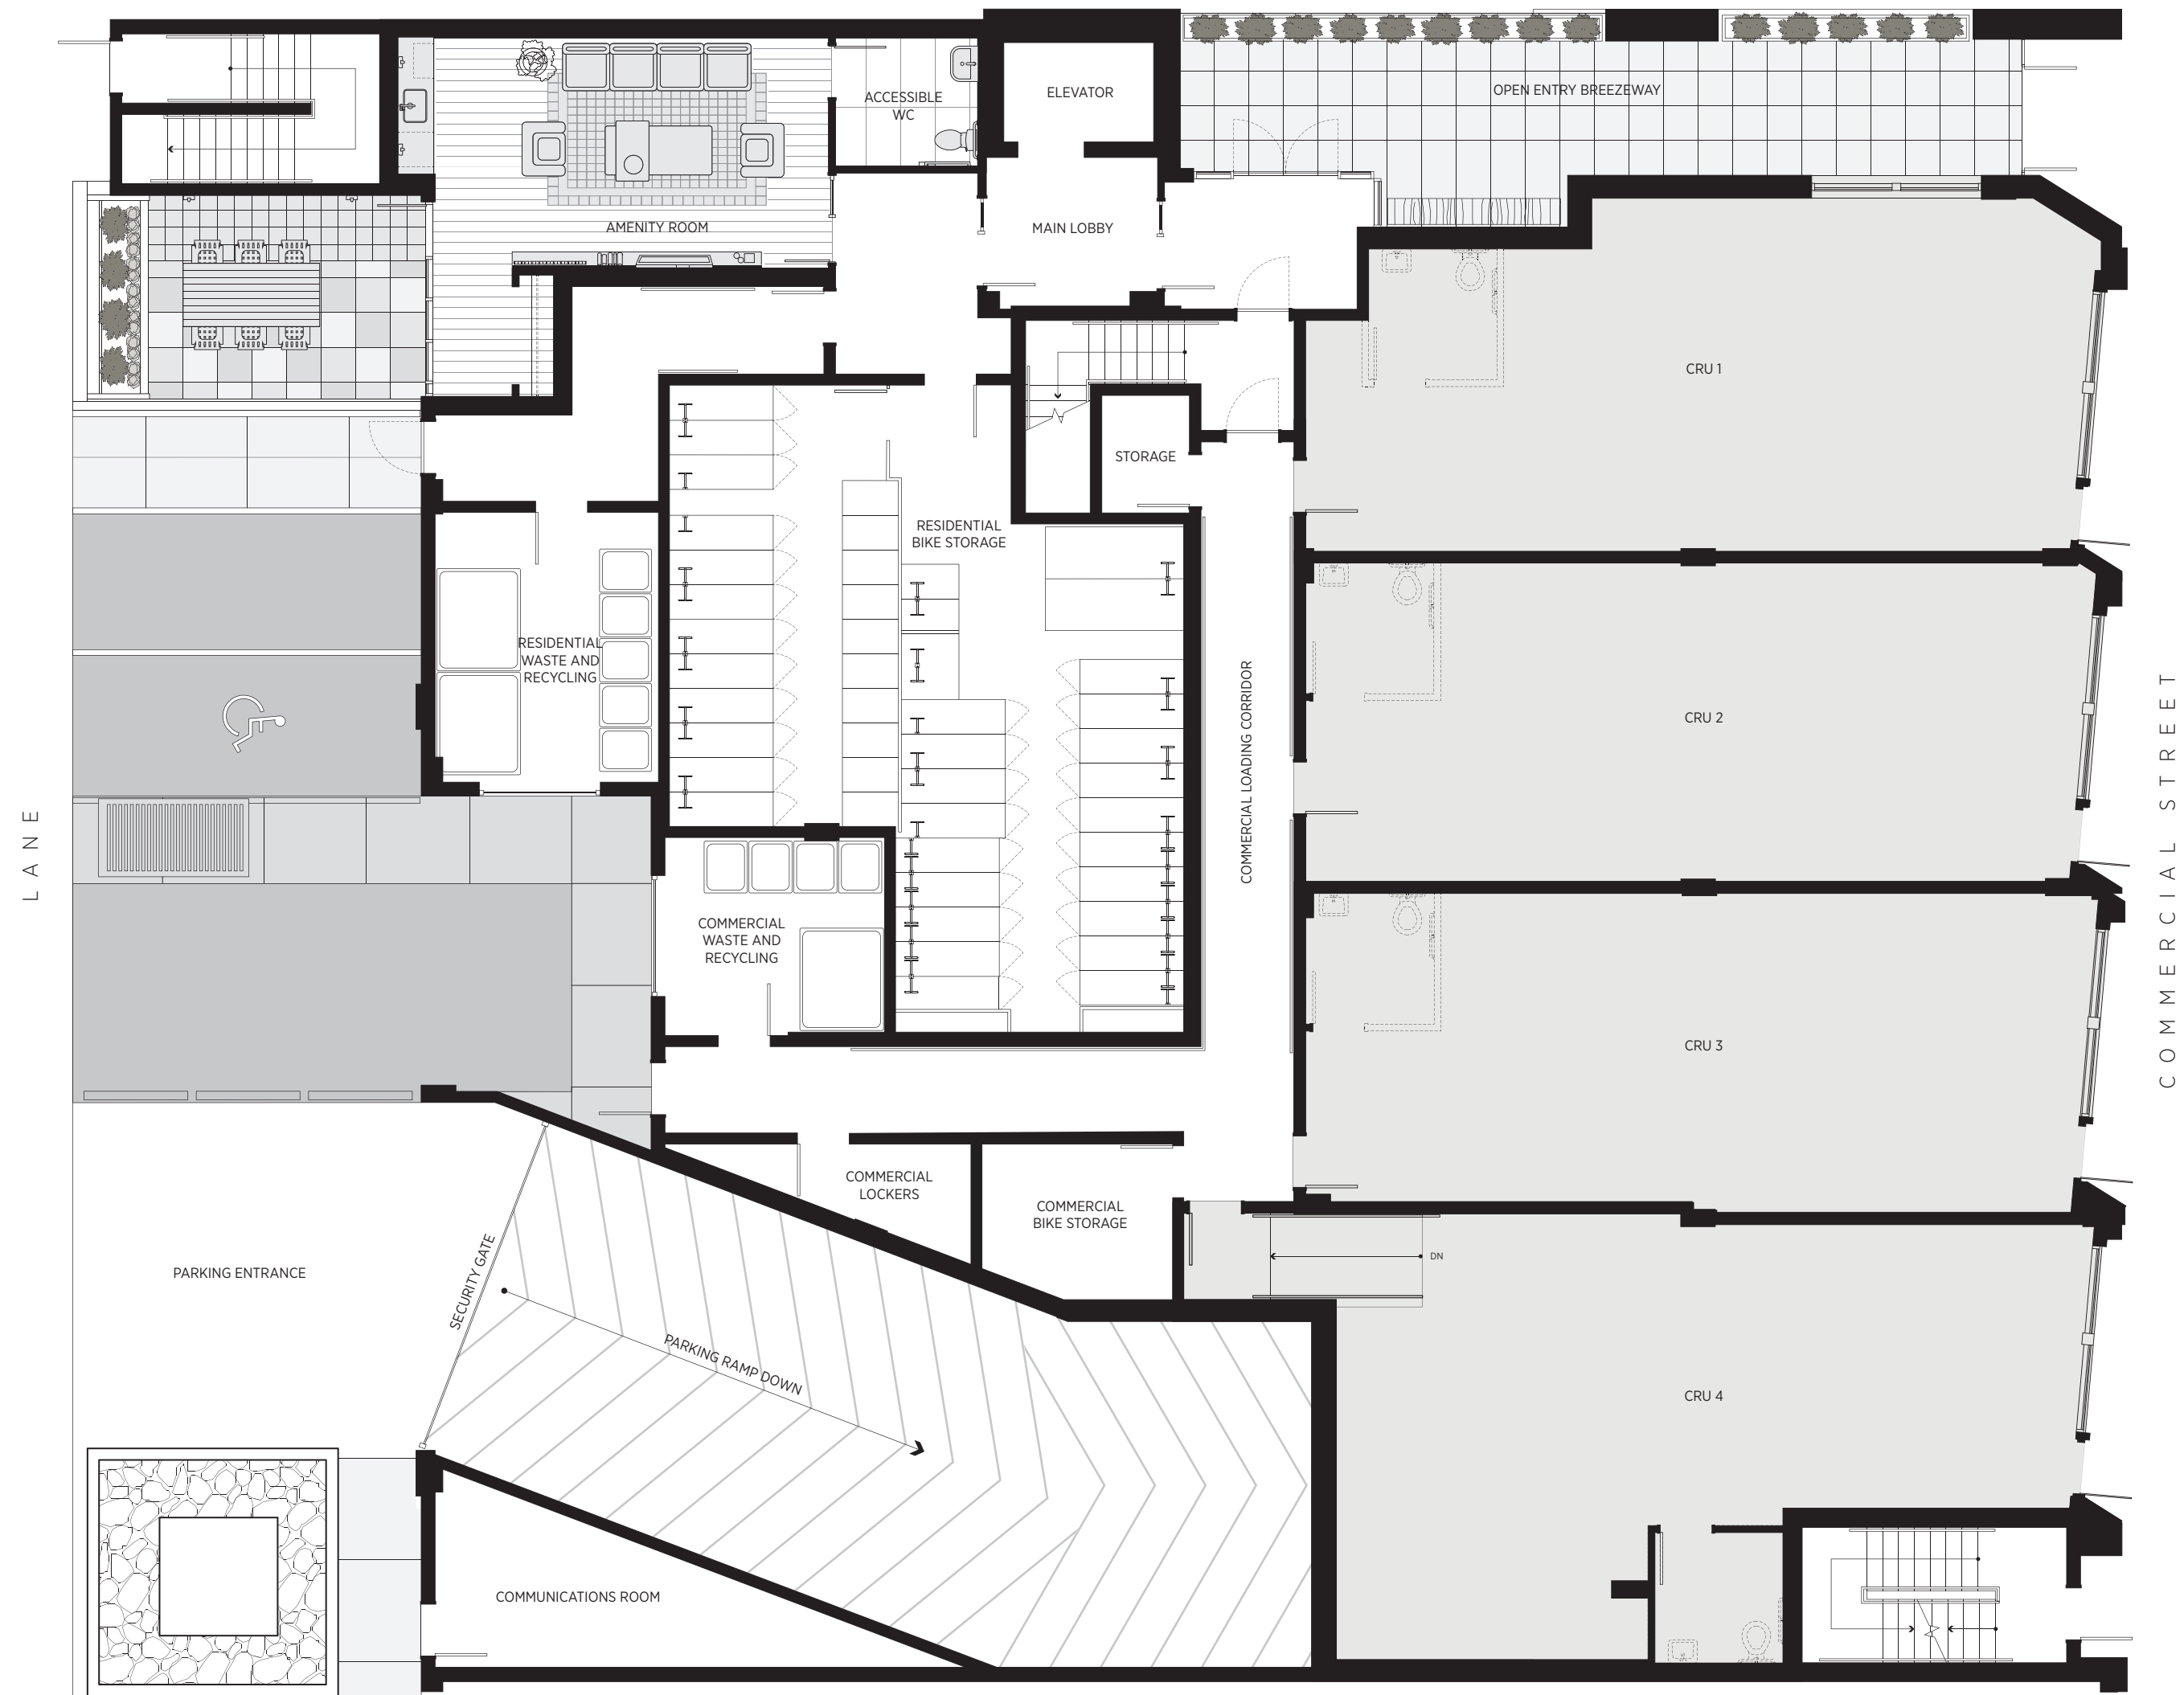 OPEN ENTRY BREEZEWAY
ELEVATOR
ACCESSIBLE
WC
AMENITY ROOM
MAIN LOBBY
CRU 1
STORAGE
RESIDENTIAL
BIKE STORAGE
RESIDENTIAL
WASTE AND
RECYCLING
COMMERCIAL LOADING CORRIDOR
CRU 2
LANE
COMMERCIAL STREET
COMMERCIAL
WASTE AND
RECYCLING
CRU 3
COMMERCIAL
LOCKERS
COMMERCIAL
BIKE STORAGE
DN
PARKING ENTRANCE
SECURITY GATE
PARKING RAMP DOWN
CRU 4
COMMUNICATIONS ROOM